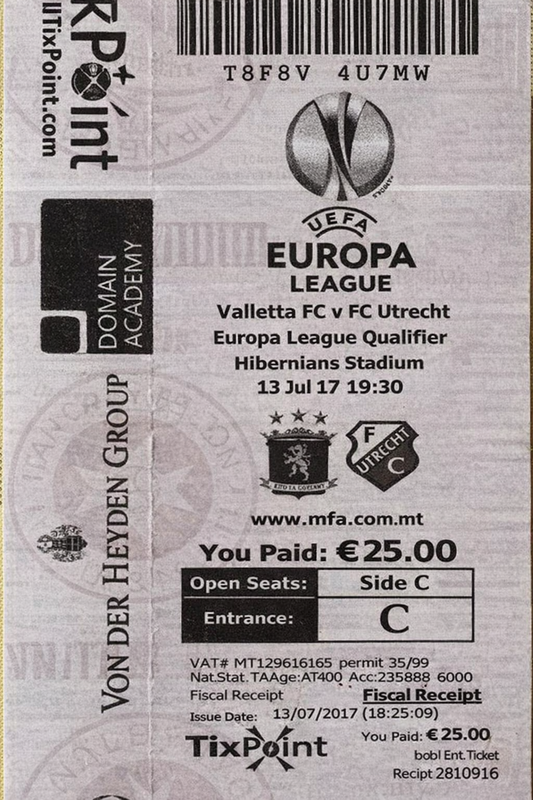 T8F8V 4U7MW
UEFA
EUROPA
LEAGUE
Valletta FC v FC Utrecht
Europa League Qualifier
Hibernians Stadium
13 Jul 17 19:30
F
UTRECHT
C
www.mfa.com.mt
You Paid: €25.00
Open Seats: Side C
Entrance: C
VAT# MT129616165 permit 35/99
Nat.Stat.TAAge:AT400 Acc:235888 6000
Fiscal Receipt Fiscal Receipt
Issue Date: 13/07/2017 (18:25:09)
TixPoint You Paid: €25.00
bobl Ent.Ticket
Recipt 2810916
kPoint
TixPoint.com
DOMAIN
ACADEMY
VON DER HEYDEN GROUP